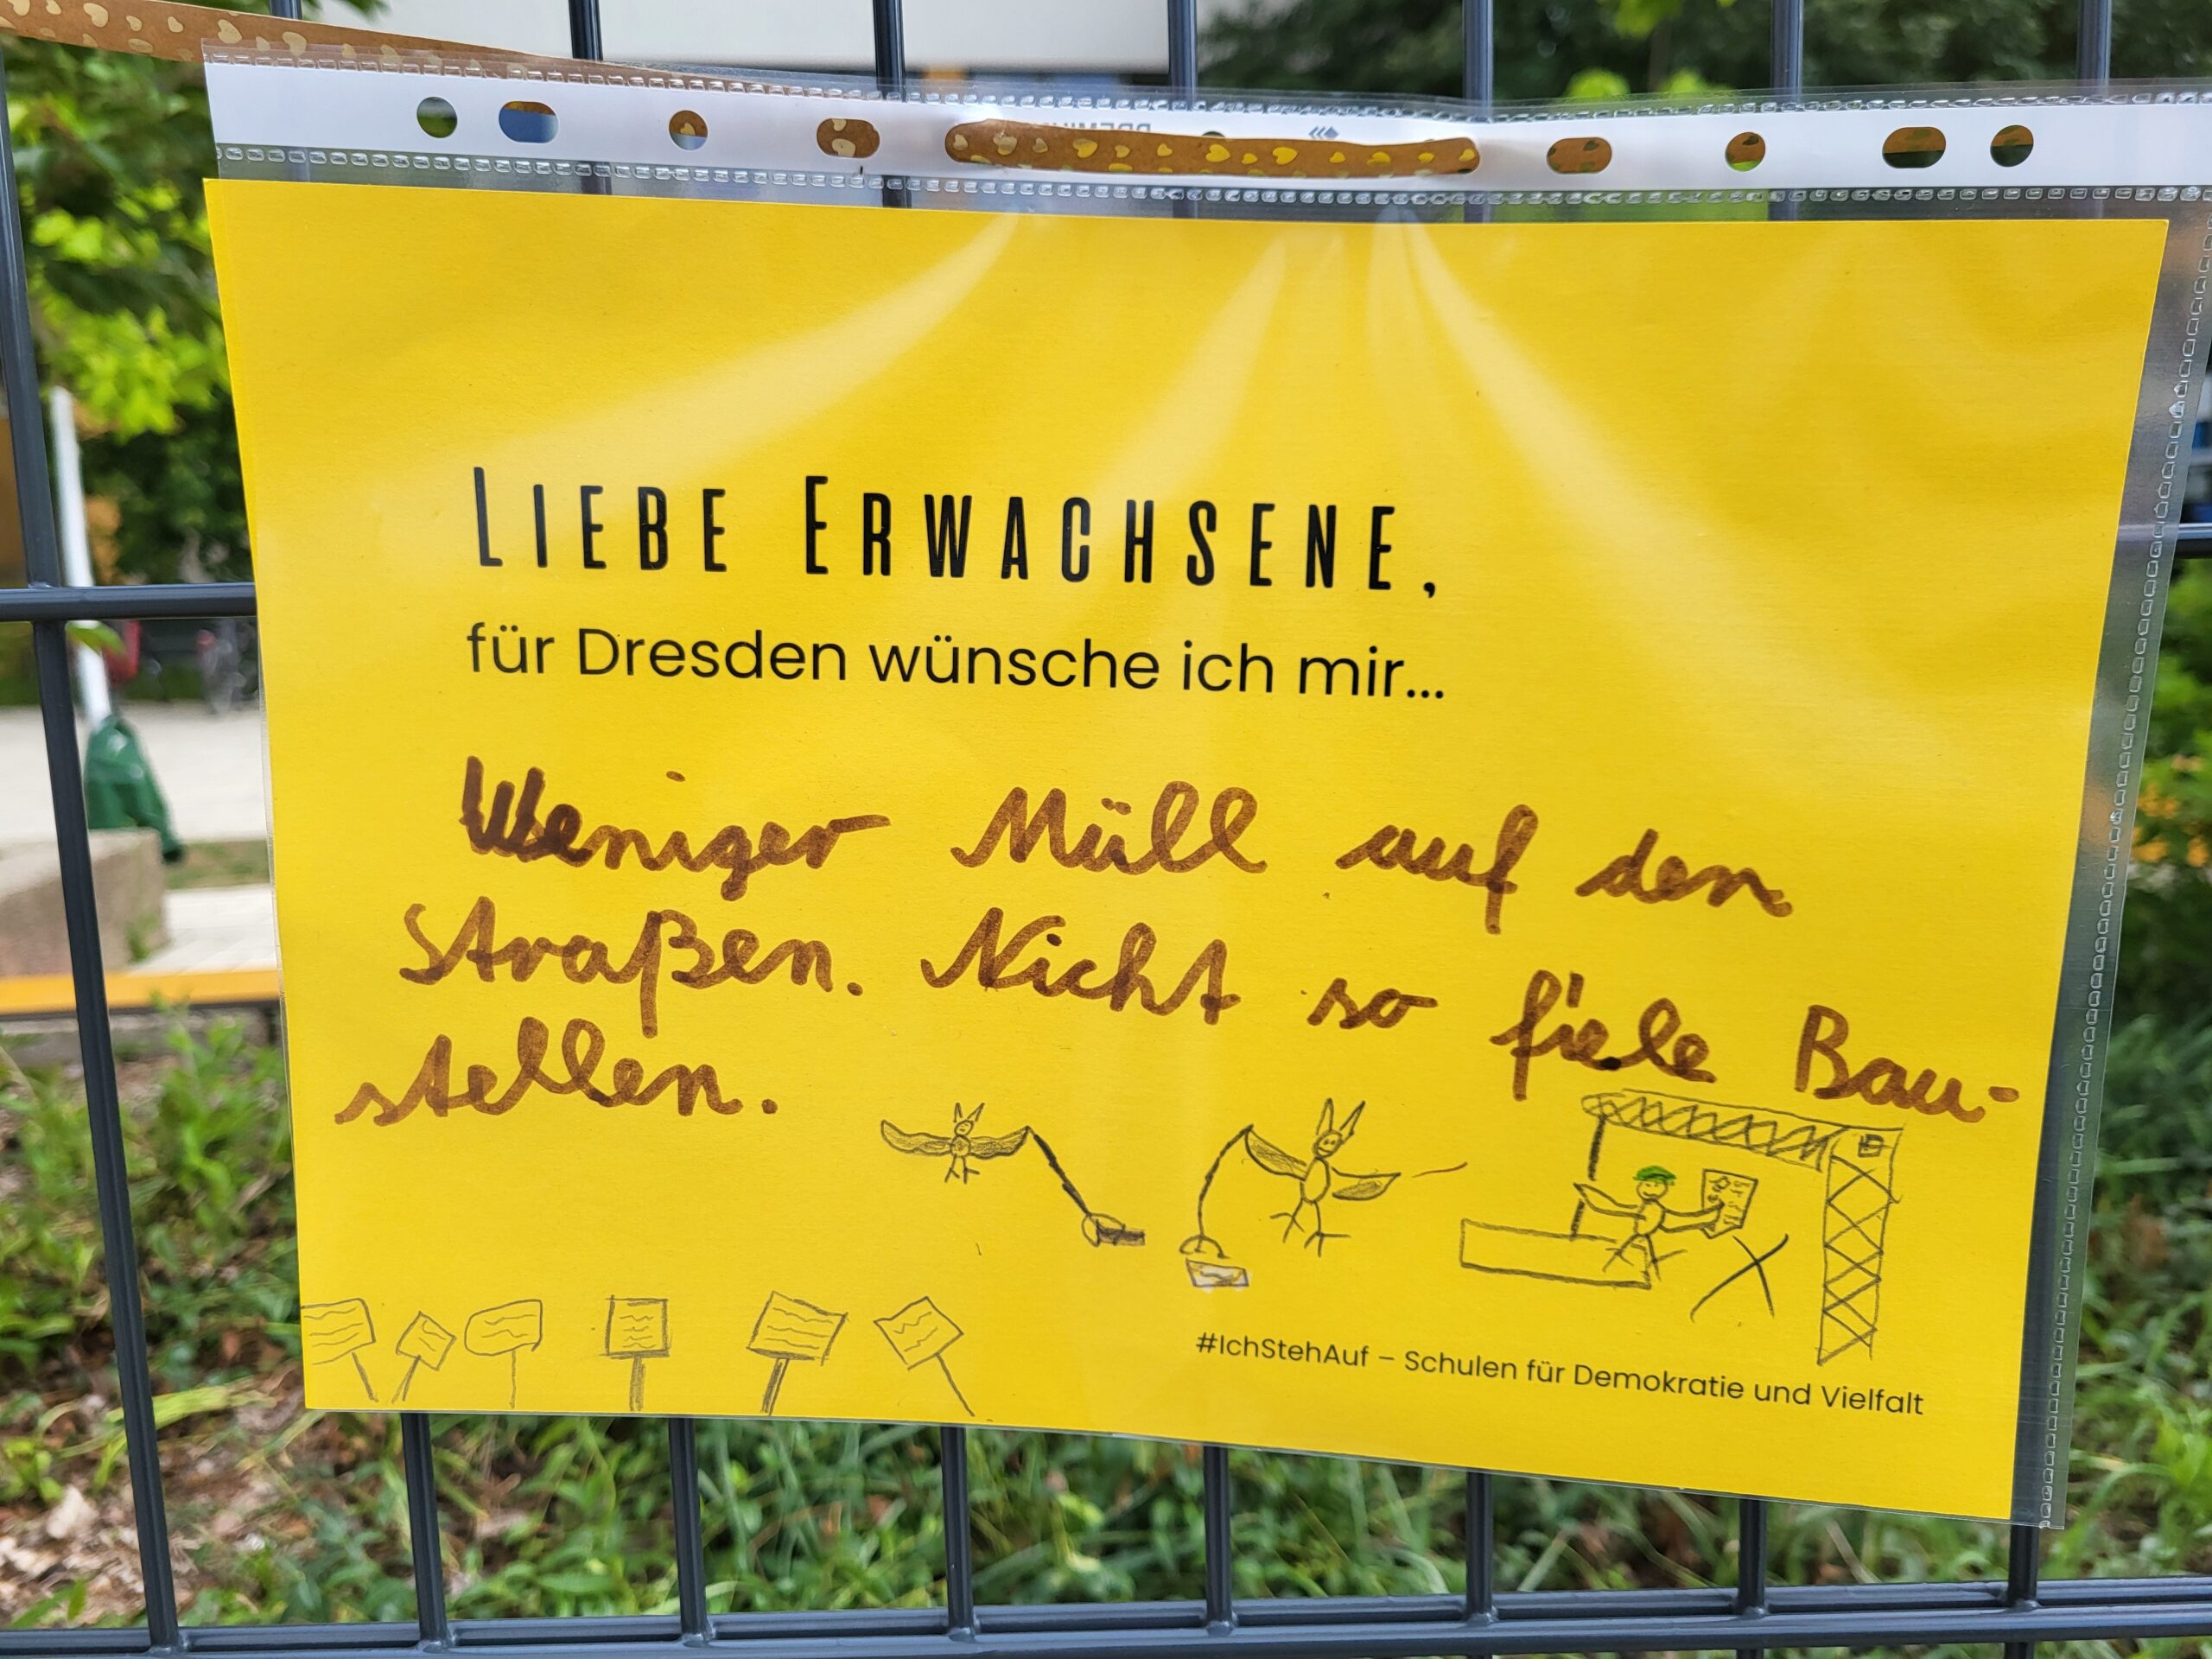 LIEBE ERWACHSENE,
für Dresden wünsche ich mir...
Weniger Müll auf den
Straßen. Nicht so fiele Bau-
stellen.
#IchStehAuf – Schulen für Demokratie und Vielfalt